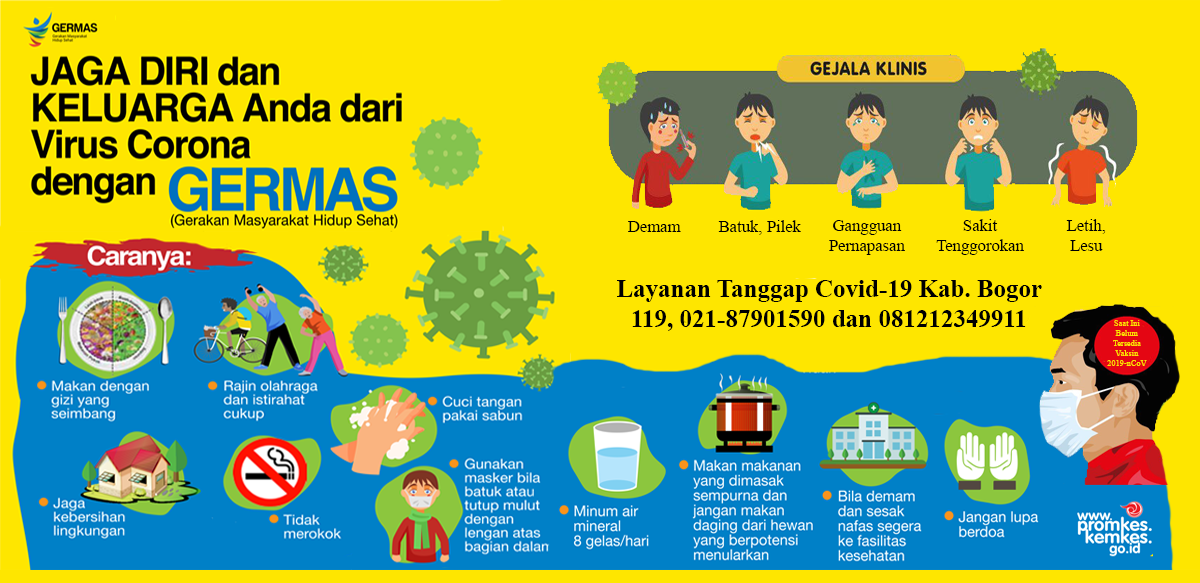 GERMAS
Gerakan Masyarakat
Hidup Sehat
JAGA DIRI dan
KELUARGA Anda dari
Virus Corona
dengan GERMAS
(Gerakan Masyarakat Hidup Sehat)
Caranya:
Makan dengan
gizi yang
seimbang
Rajin olahraga
dan istirahat
cukup
Cuci tangan
pakai sabun
Jaga
kebersihan
lingkungan
Tidak
merokok
Gunakan
masker bila
batuk atau
tutup mulut
dengan
lengan atas
bagian dalam
Minum air
mineral
8 gelas/hari
Makan makanan
yang dimasak
sempurna dan
jangan makan
daging dari hewan
yang berpotensi
menularkan
Bila demam
dan sesak
nafas segera
ke fasilitas
kesehatan
Jangan lupa
berdoa
GEJALA KLINIS
Demam
Batuk, Pilek
Gangguan
Pernapasan
Sakit
Tenggorokan
Letih,
Lesu
Layanan Tanggap Covid-19 Kab. Bogor
119, 021-87901590 dan 081212349911
Saat Ini
Belum
Tersedia
Vaksin
2019-nCoV
www.
promkes.
kemkes.
go.id